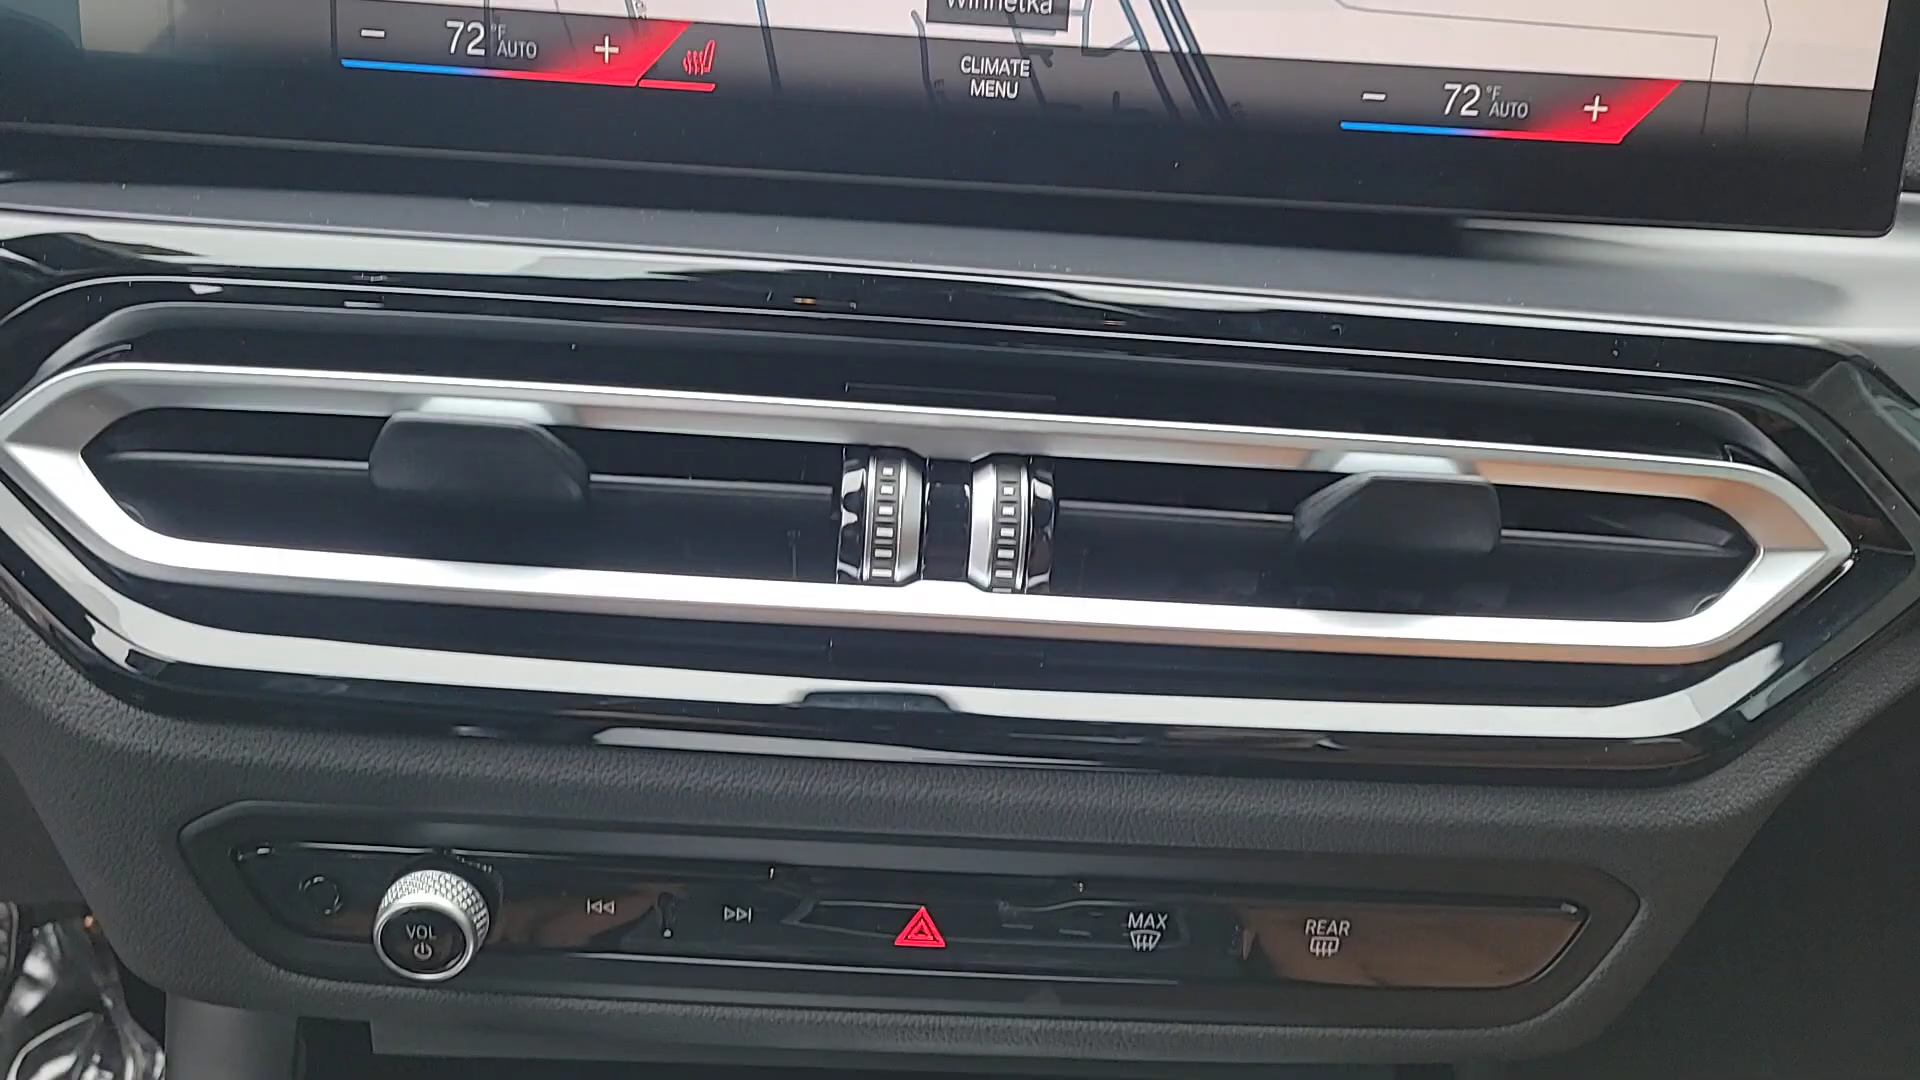 Winnetka
72 °F AUTO
CLIMATE
MENU
72 °F AUTO
VOL
MAX
REAR